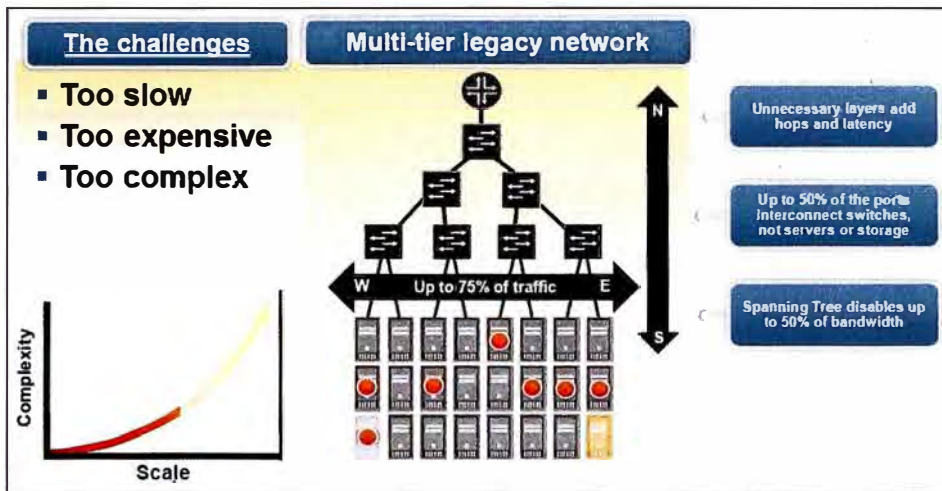 The challenges
▪ Too slow
▪ Too expensive
▪ Too complex
Complexity
Scale
Multi-tier legacy network
N
W
Up to 75% of traffic
E
S
Unnecessary layers add
hops and latency
Up to 50% of the ports
Interconnect switches,
not servers or storage
Spanning Tree disables up
to 50% of bandwidth